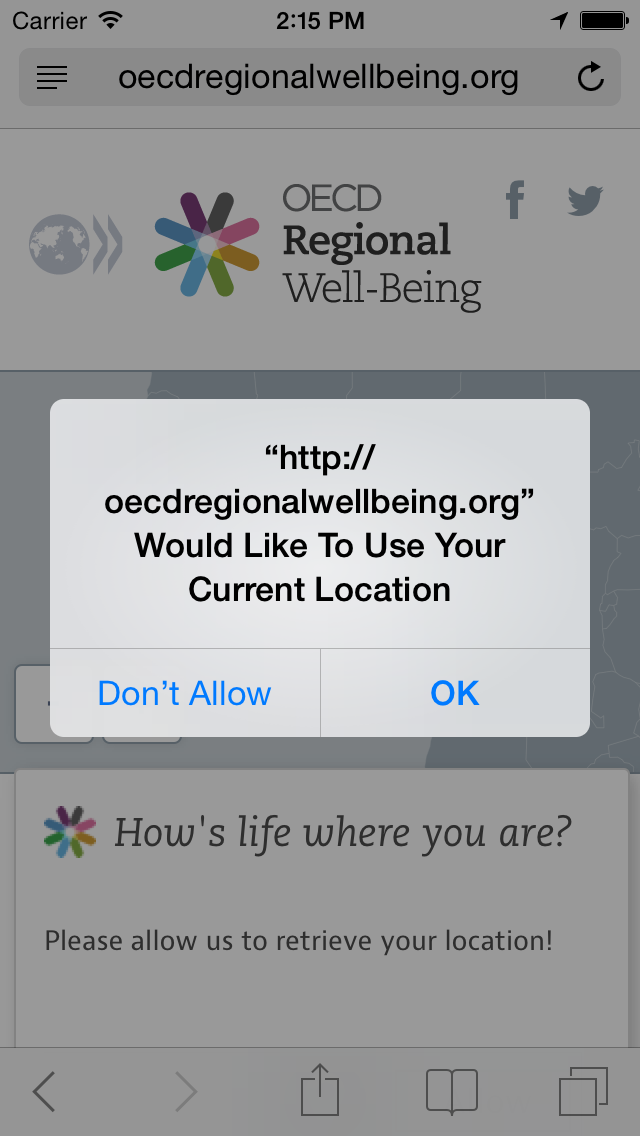 Carrier 2:15 PM
oecdregionalwellbeing.org
OECD
Regional
Well-Being
“http://
oecdregionalwellbeing.org”
Would Like To Use Your
Current Location
Don’t Allow OK
How's life where you are?
Please allow us to retrieve your location!